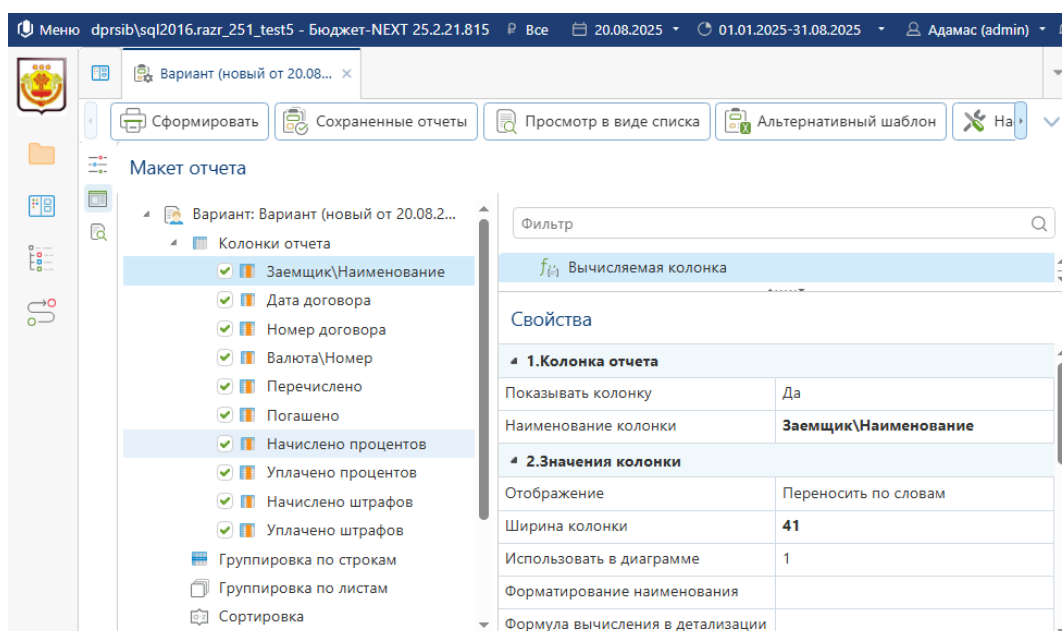 Меню dprsib\sql2016.razr_251_test5 - Бюджет-NEXT 25.2.21.815 ₽ Все 20.08.2025 01.01.2025-31.08.2025 Адамас (admin)
Вариант (новый от 20.08... ×
Сформировать Сохраненные отчеты Просмотр в виде списка Альтернативный шаблон На
Макет отчета
Вариант: Вариант (новый от 20.08.2...
Колонки отчета
Заемщик\Наименование
Дата договора
Номер договора
Валюта\Номер
Перечислено
Погашено
Начислено процентов
Уплачено процентов
Начислено штрафов
Уплачено штрафов
Группировка по строкам
Группировка по листам
Сортировка
Фильтр
Вычисляемая колонка
Свойства
1.Колонка отчета
Показывать колонку Да
Наименование колонки Заемщик\Наименование
2.Значения колонки
Отображение Переносить по словам
Ширина колонки 41
Использовать в диаграмме 1
Форматирование наименования
Формула вычисления в детализации